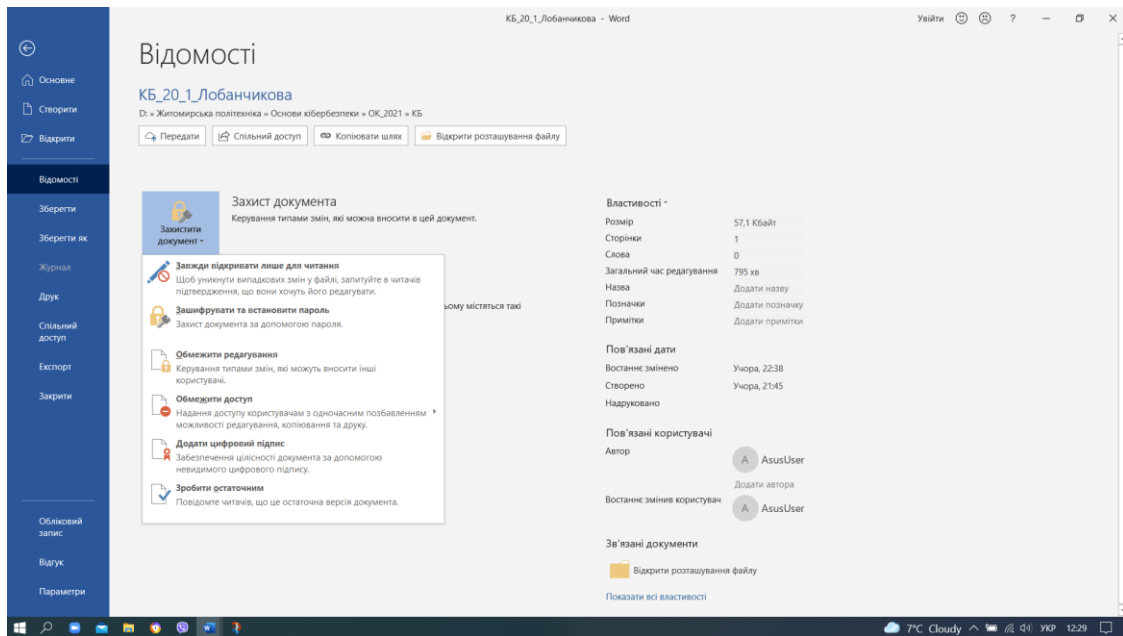 КБ_20_1_Лобанчикова - Word
Увійти
?
Основне
Створити
Відкрити
Відомості
Зберегти
Зберегти як
Журнал
Друк
Спільний
доступ
Експорт
Закрити
Обліковий
запис
Відгук
Параметри
Відомості
КБ_20_1_Лобанчикова
D: » Житомирська політехніка » Основи кібербезпеки » ОК_2021 » КБ
Передати
Спільний доступ
Копіювати шлях
Відкрити розташування файлу
Захистити
документ
Захист документа
Керування типами змін, які можна вносити в цей документ.
Завжди відкривати лише для читання
Щоб уникнути випадкових змін у файлі, запитуйте в читачів
підтвердження, що вони хочуть його редагувати.
ьому містяться такі
Зашифрувати та встановити пароль
Захист документа за допомогою пароля.
Обмежити редагування
Керування типами змін, які можуть вносити інші
користувачі.
Обмежити доступ
Надання доступу користувачам з одночасним позбавленням
можливості редагування, копіювання та друку.
Додати цифровий підпис
Забезпечення цілісності документа за допомогою
невидимого цифрового підпису.
Зробити остаточним
Повідомте читачів, що це остаточна версія документа.
Властивості
Розмір 57,1 Кбайт
Сторінки 1
Слова 0
Загальний час редагування 795 хв
Назва Додати назву
Позначки Додати позначку
Примітки Додати примітки
Пов'язані дати
Востаннє змінено Учора, 22:38
Створено Учора, 21:45
Надруковано
Пов'язані користувачі
Автор
A AsusUser
Додати автора
Востаннє змінив користувач
A AsusUser
Зв'язані документи
Відкрити розташування файлу
Показати всі властивості
7°C Cloudy УКР 12:29